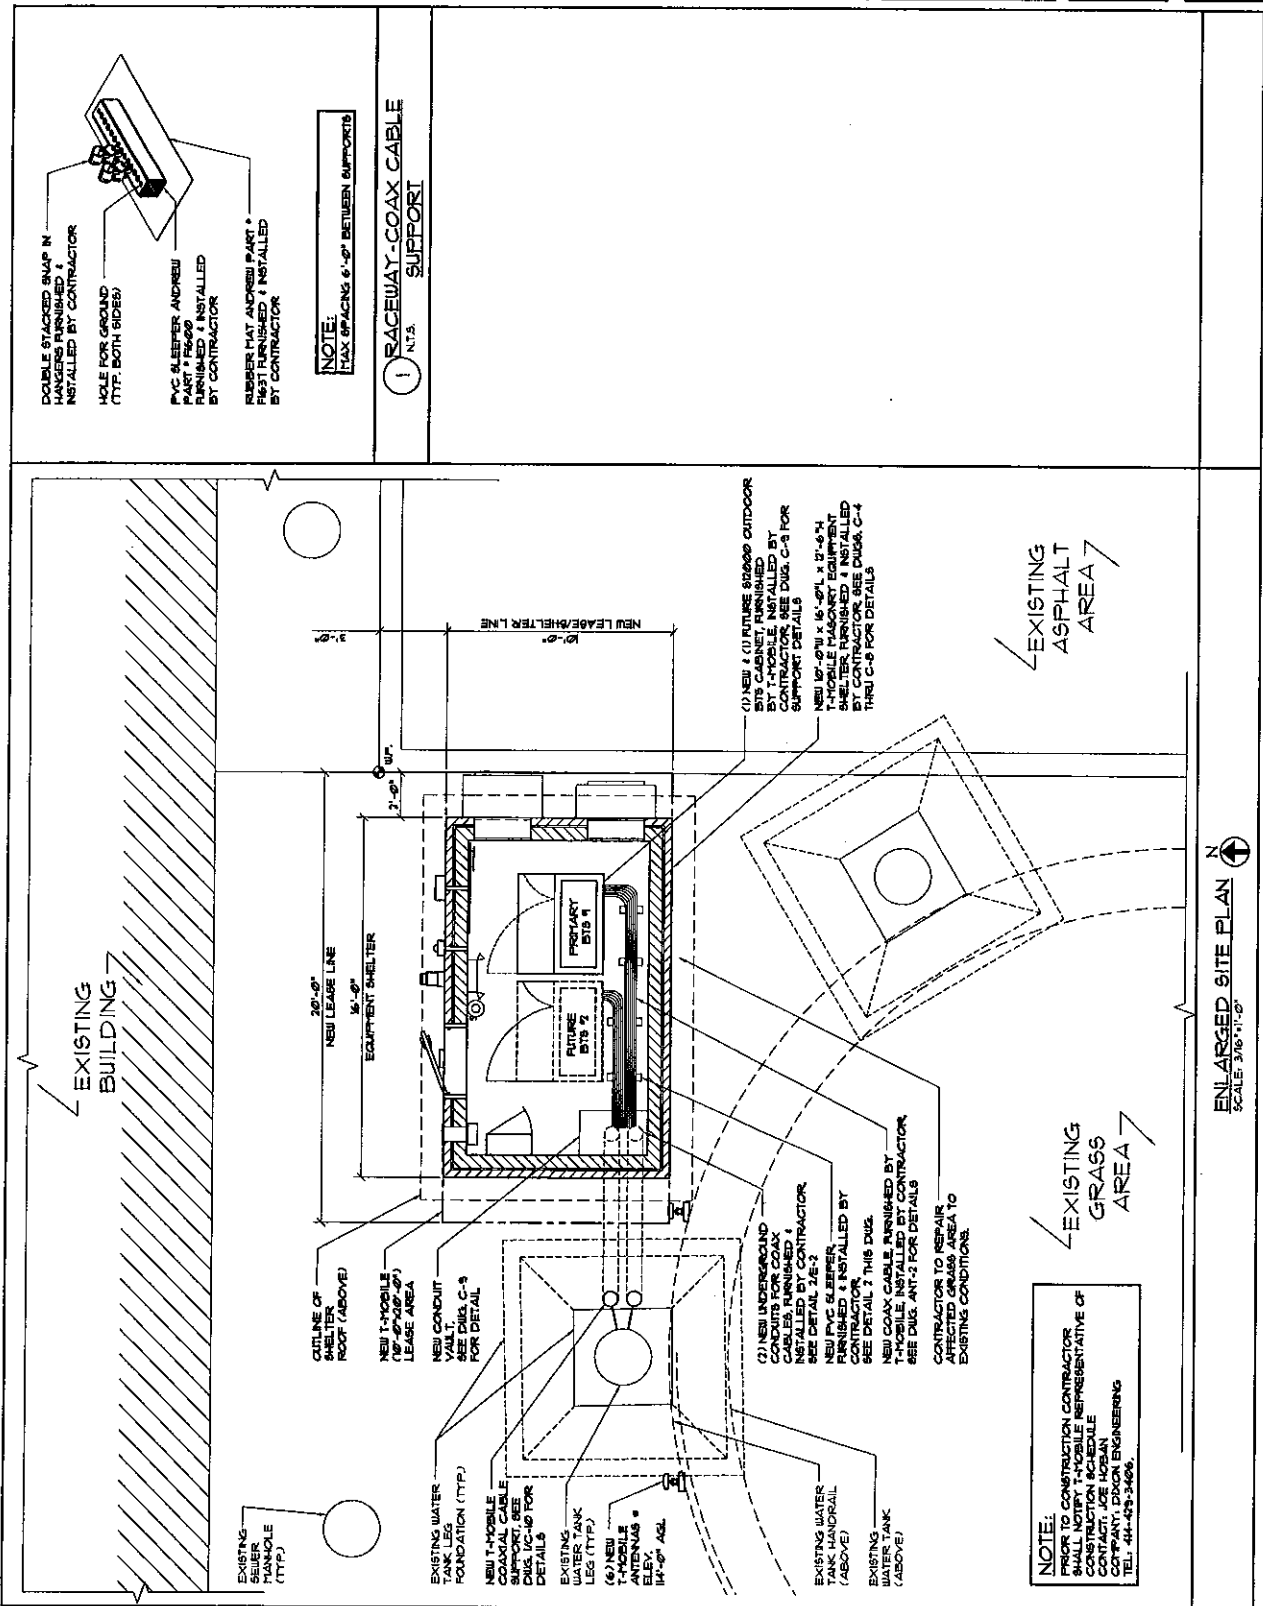 EXISTING
BUILDING
EXISTING
SEWER
MANHOLE
(TYP.)
20'-0"
NEW LEASE LINE
16'-0"
EQUIPMENT SHELTER
2'-0"
W.P.
3'-0"
10'-0"
NEW LEASE/SHELTER LINE
OUTLINE OF
SHELTER
ROOF (ABOVE)
NEW T-MOBILE
(10'-0"x20'-0")
LEASE AREA
NEW CONDUIT
VAULT.
SEE DWG. C-9
FOR DETAIL
EXISTING WATER
TANK LEG
FOUNDATION (TYP.)
NEW T-MOBILE
COAXIAL CABLE
SUPPORT, SEE
DWG. 1/C-10 FOR
DETAILS
EXISTING
WATER TANK
LEG (TYP.)
(6) NEW
T-MOBILE
ANTENNAS @
ELEV.
114'-0" AGL
EXISTING WATER
TANK HANDRAIL
(ABOVE)
EXISTING
WATER TANK
(ABOVE)
FUTURE
BTS #2
PRIMARY
BTS #1
(1) NEW & (1) FUTURE S12000 OUTDOOR
BTS CABINET, FURNISHED
BY T-MOBILE, INSTALLED BY
CONTRACTOR, SEE DWG. C-9 FOR
SUPPORT DETAILS
NEW 10'-0"W x 16'-0"L x 12'-6"H
T-MOBILE MASONRY EQUIPMENT
SHELTER, FURNISHED & INSTALLED
BY CONTRACTOR, SEE DWGS. C-4
THRU C-8 FOR DETAILS
(2) NEW UNDERGROUND
CONDUITS FOR COAX
CABLES, FURNISHED &
INSTALLED BY CONTRACTOR,
SEE DETAIL 2/E-2
NEW PVC SLEEPER,
FURNISHED & INSTALLED BY
CONTRACTOR,
SEE DETAIL 2 THIS DWG.
NEW COAX CABLE, FURNISHED BY
T-MOBILE, INSTALLED BY CONTRACTOR,
SEE DWG. ANT-2 FOR DETAILS
CONTRACTOR TO REPAIR
AFFECTED GRASS AREA TO
EXISTING CONDITIONS.
EXISTING
GRASS
AREA
EXISTING
ASPHALT
AREA
NOTE:
PRIOR TO CONSTRUCTION CONTRACTOR
SHALL NOTIFY T-MOBILE REPRESENTATIVE OF
CONSTRUCTION SCHEDULE
CONTACT: JOE HOBAN
COMPANY: DIXON ENGINEERING
TEL: 414-429-3406.
ENLARGED SITE PLAN
SCALE: 3/16"=1'-0"
N
DOUBLE STACKED SNAP IN
HANGERS FURNISHED &
INSTALLED BY CONTRACTOR
HOLE FOR GROUND
(TYP. BOTH SIDES)
PVC SLEEPER ANDREW
PART #
FURNISHED & INSTALLED
BY CONTRACTOR
RUBBER MAT ANDREW PART #
FURNISHED & INSTALLED
BY CONTRACTOR
NOTE:
MAX SPACING 6'-0" BETWEEN SUPPORTS
1
RACEWAY-COAX CABLE
SUPPORT
N.T.S.